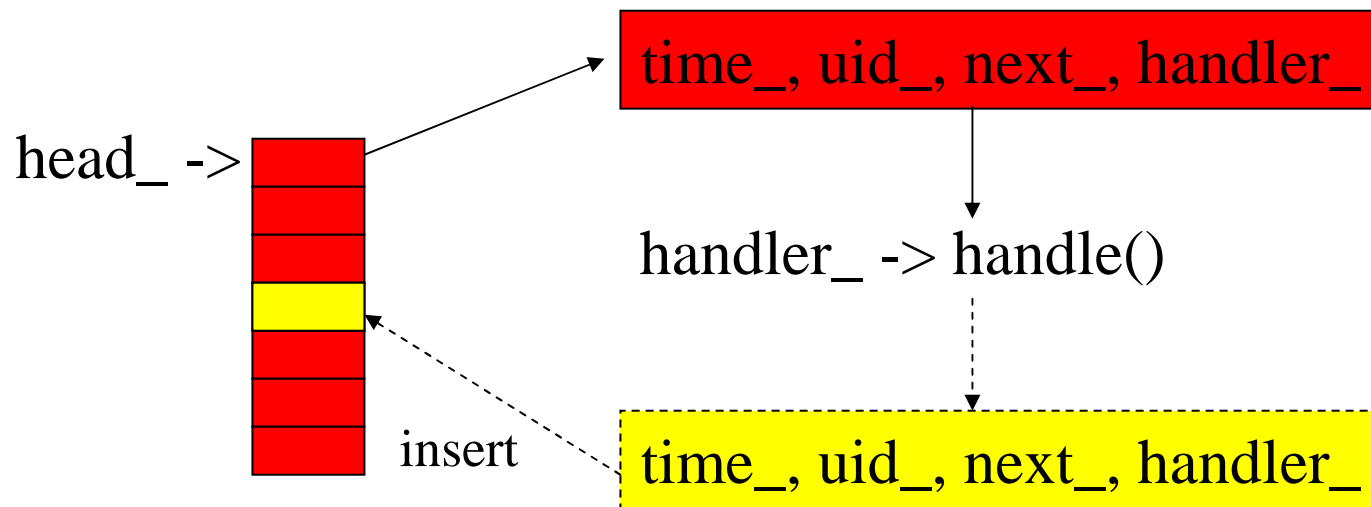 time_, uid_, next_, handler_
head_ ->
handler_ -> handle()
insert
time_, uid_, next_, handler_